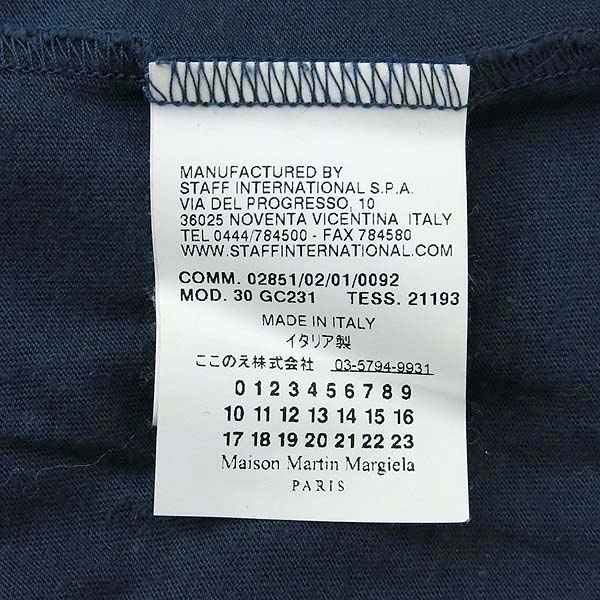 MANUFACTURED BY
STAFF INTERNATIONAL S.P.A.
VIA DEL PROGRESSO, 10
36025 NOVENTA VICENTINA ITALY
TEL 0444/784500 - FAX 784580
WWW.STAFFINTERNATIONAL.COM
COMM. 02851/02/01/0092
MOD. 30 GC231 TESS. 21193
MADE IN ITALY
イタリア製
ここのえ株式会社 03-5794-9931
0 1 2 3 4 5 6 7 8 9
10 11 12 13 14 15 16
17 18 19 20 21 22 23
Maison Martin Margiela
PARIS